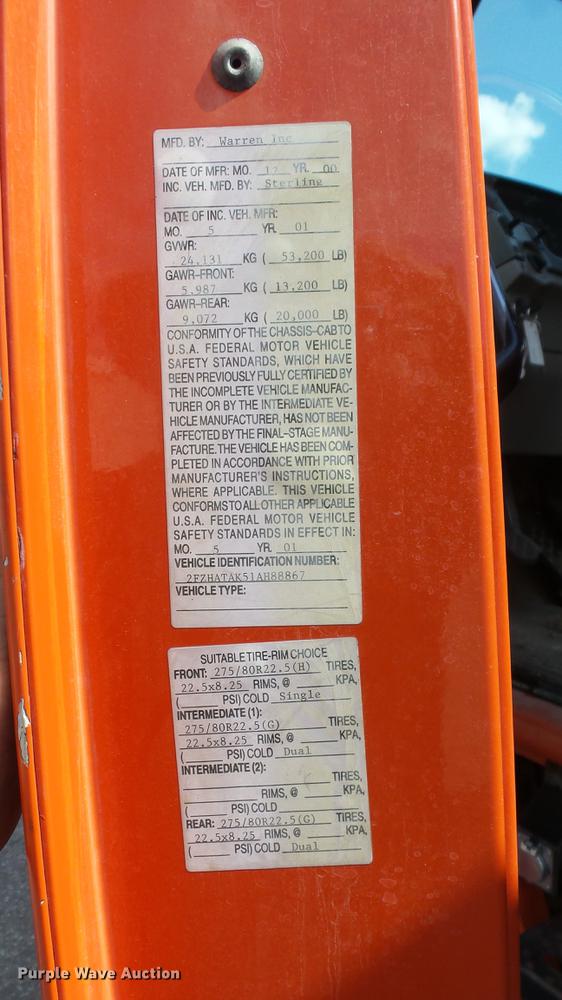 MFD. BY: Warren Inc
DATE OF MFR: MO. 12 YR. 00
INC. VEH. MFD. BY: Sterling
DATE OF INC. VEH. MFR:
MO. 5 YR. 01
GVWR:
24,131 KG ( 53,200 LB)
GAWR-FRONT:
5,987 KG ( 13,200 LB)
GAWR-REAR:
9,072 KG ( 20,000 LB)
CONFORMITY OF THE CHASSIS-CAB TO
U.S.A. FEDERAL MOTOR VEHICLE
SAFETY STANDARDS, WHICH HAVE
BEEN PREVIOUSLY FULLY CERTIFIED BY
THE INCOMPLETE VEHICLE MANUFAC-
TURER OR BY THE INTERMEDIATE VE-
HICLE MANUFACTURER, HAS NOT BEEN
AFFECTED BY THE FINAL-STAGE MANU-
FACTURE. THE VEHICLE HAS BEEN COM-
PLETED IN ACCORDANCE WITH PRIOR
MANUFACTURER'S INSTRUCTIONS,
WHERE APPLICABLE. THIS VEHICLE
CONFORMS TO ALL OTHER APPLICABLE
U.S.A. FEDERAL MOTOR VEHICLE
SAFETY STANDARDS IN EFFECT IN:
MO. 5 YR. 01
VEHICLE IDENTIFICATION NUMBER:
2FZHATAK51AH88867
VEHICLE TYPE:
SUITABLE TIRE-RIM CHOICE
FRONT: 275/80R22.5(H) TIRES,
22.5x8.25 RIMS, @ KPA,
( PSI) COLD Single
INTERMEDIATE (1):
275/80R22.5(G) TIRES,
22.5x8.25 RIMS, @ KPA,
( PSI) COLD Dual
INTERMEDIATE (2):
TIRES,
RIMS, @ KPA,
( PSI) COLD
REAR: 275/80R22.5(G) TIRES,
22.5x8.25 RIMS, @ KPA,
( PSI) COLD Dual
Purple Wave Auction